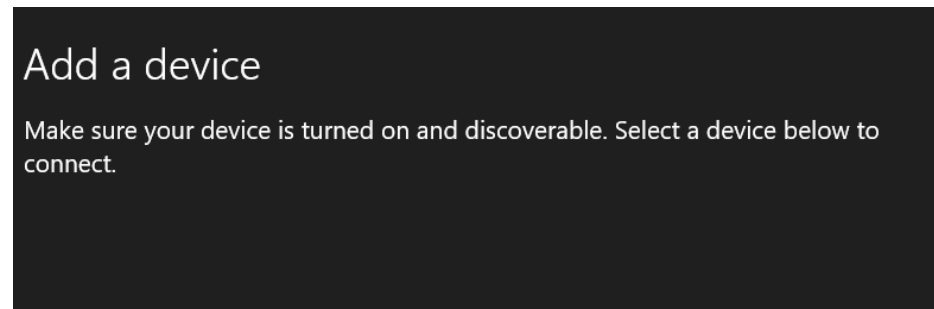 Add a device
Make sure your device is turned on and discoverable. Select a device below to
connect.